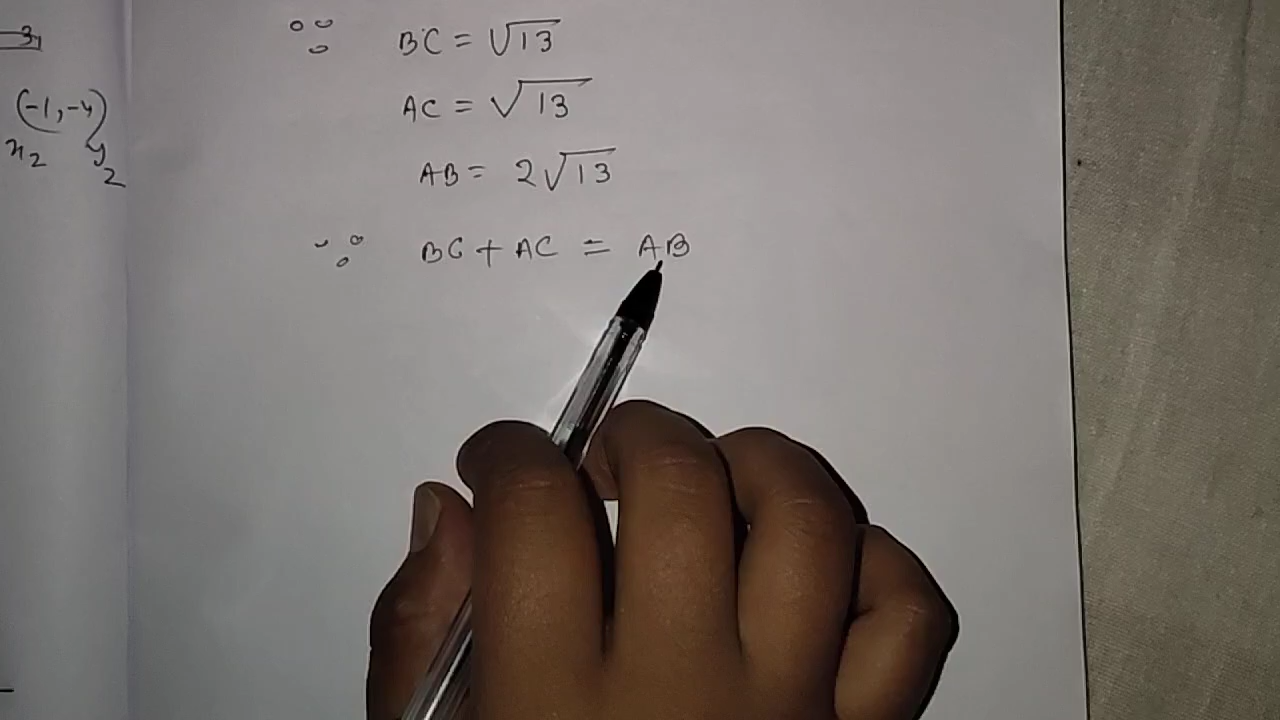 3
(-1,-4)
x₂ y₂
∵ BC = √13
AC = √13
AB = 2√13
∵ BC + AC = AB